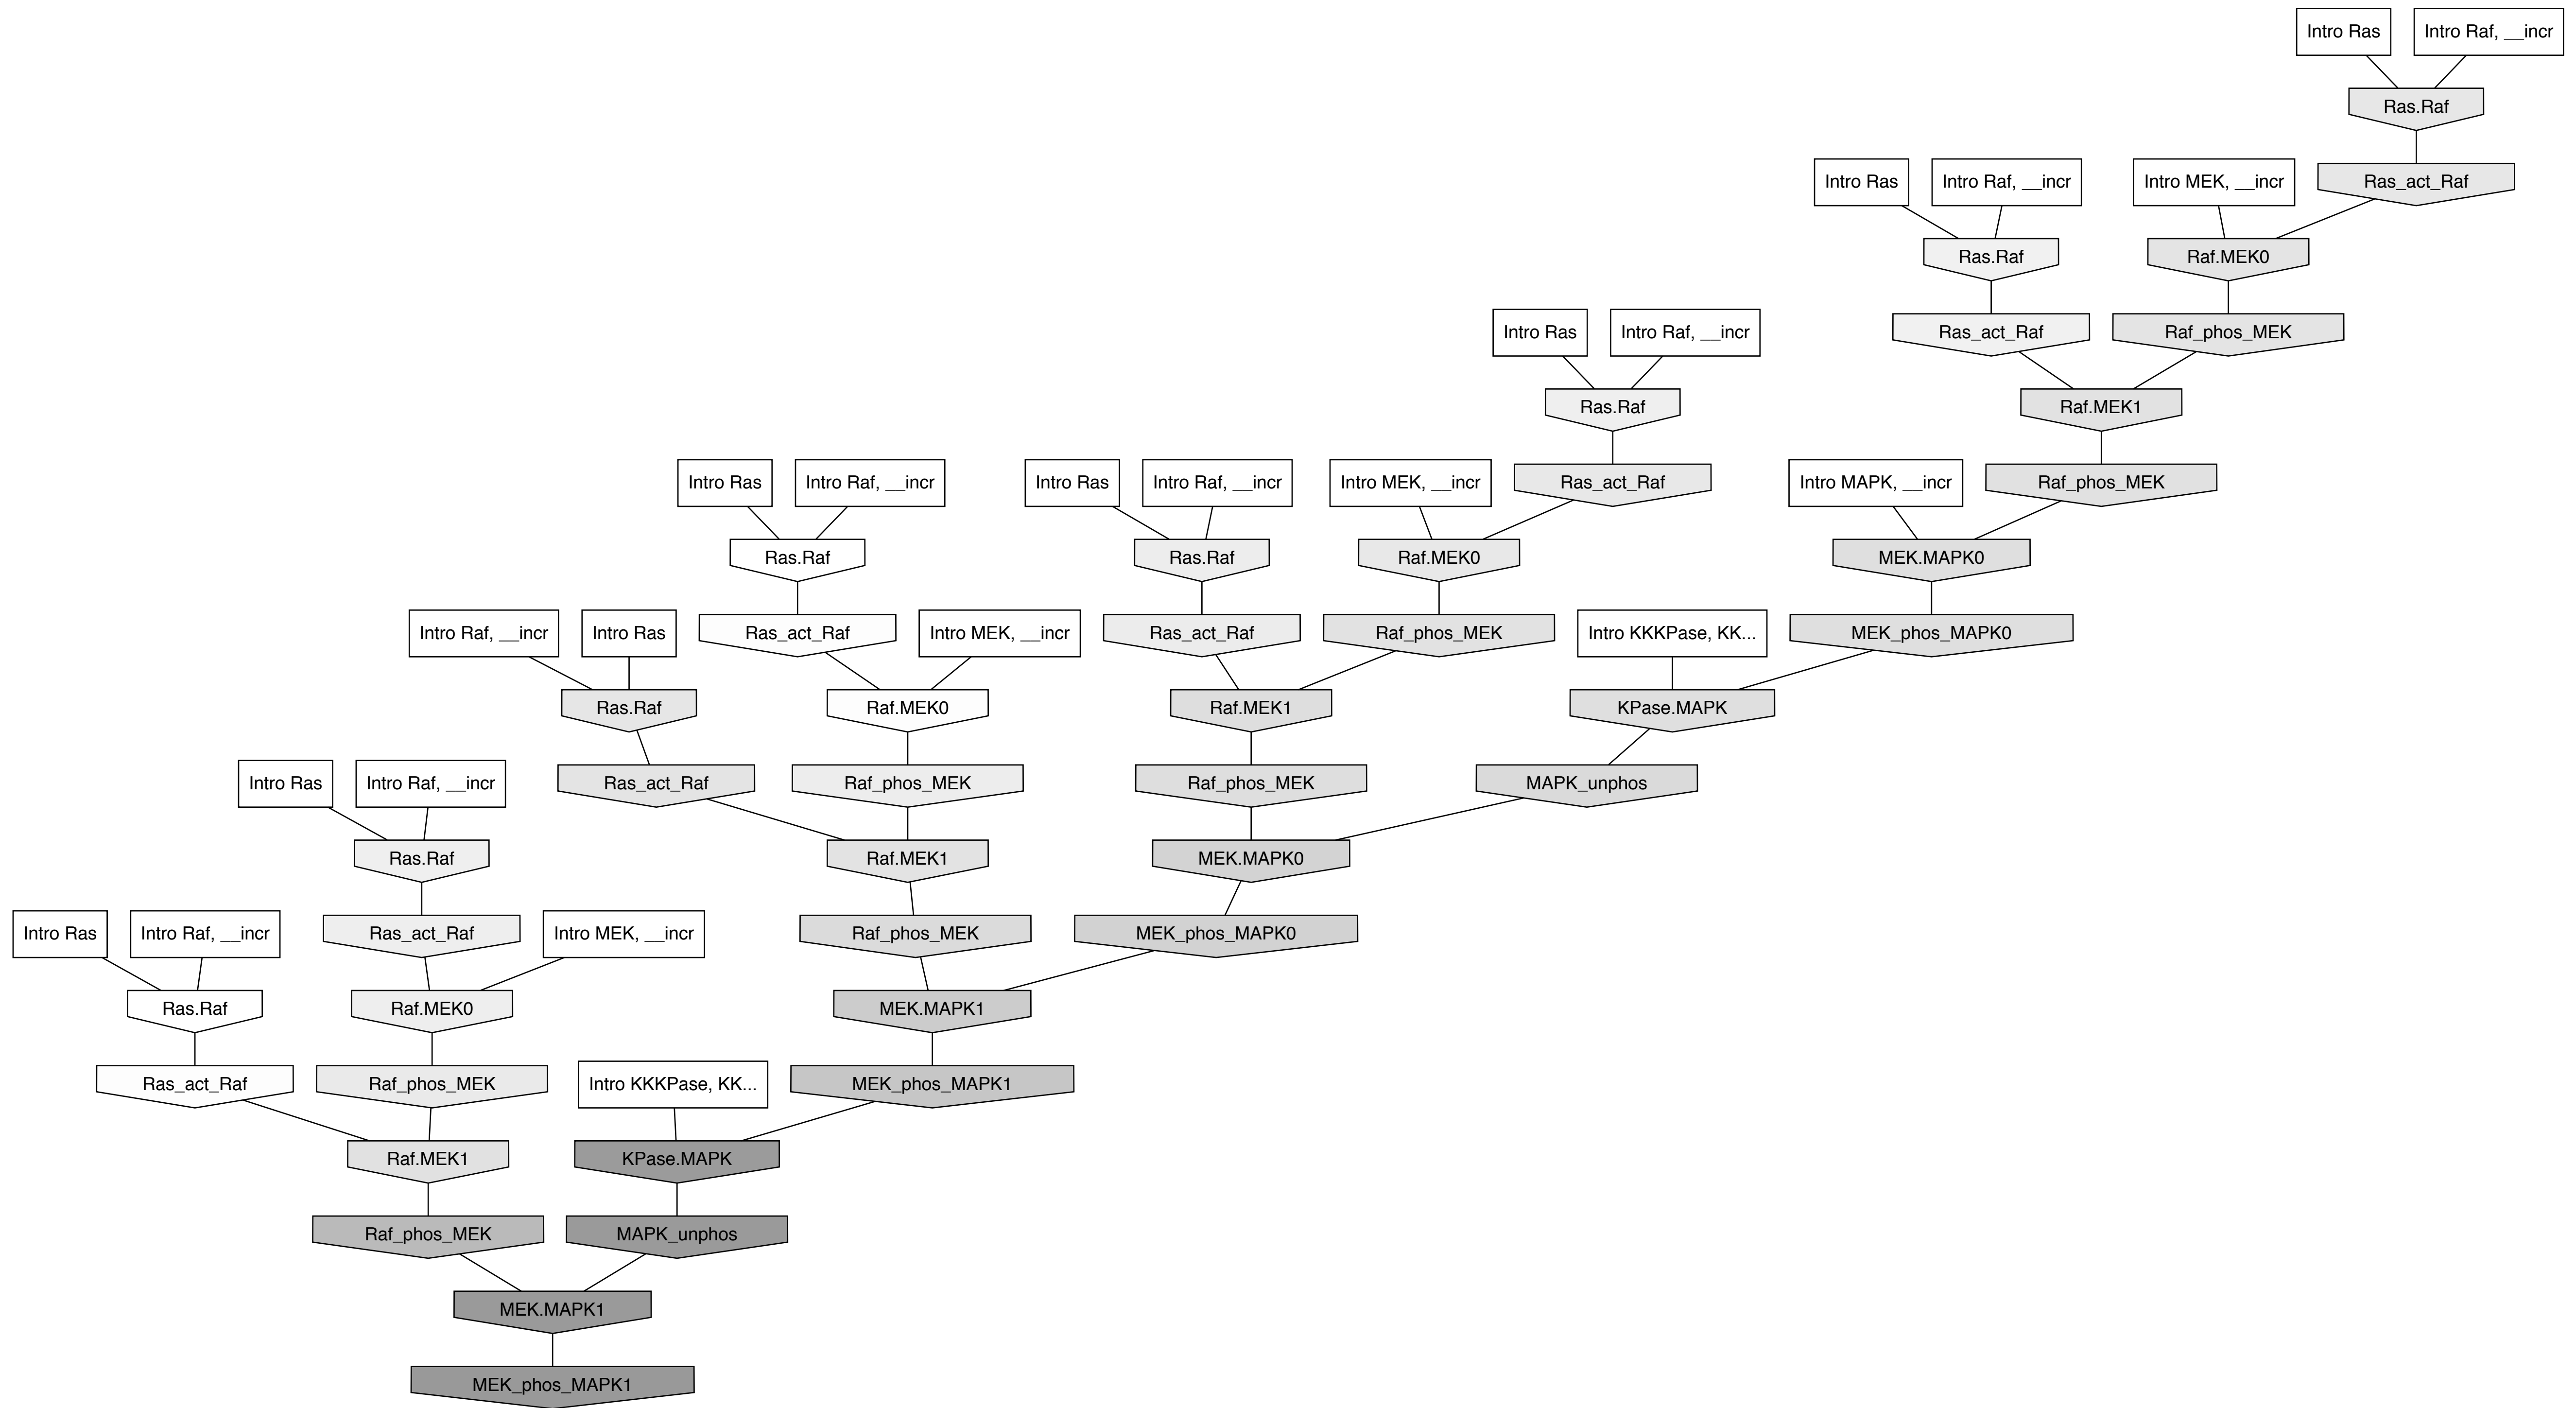 Intro Ras
Intro Raf, __incr
Ras.Raf
Intro Ras
Intro Raf, __incr
Intro MEK, __incr
Ras_act_Raf
Ras.Raf
Raf.MEK0
Intro Ras
Intro Raf, __incr
Ras_act_Raf
Raf_phos_MEK
Ras.Raf
Raf.MEK1
Intro Ras
Intro Raf, __incr
Intro Ras
Intro Raf, __incr
Intro MEK, __incr
Ras_act_Raf
Intro MAPK, __incr
Raf_phos_MEK
Ras.Raf
Ras.Raf
Raf.MEK0
MEK.MAPK0
Intro Raf, __incr
Intro Ras
Ras_act_Raf
Intro MEK, __incr
Ras_act_Raf
Raf_phos_MEK
Intro KKKPase, KK...
MEK_phos_MAPK0
Ras.Raf
Raf.MEK0
Raf.MEK1
KPase.MAPK
Intro Ras
Intro Raf, __incr
Ras_act_Raf
Raf_phos_MEK
Raf_phos_MEK
MAPK_unphos
Ras.Raf
Raf.MEK1
MEK.MAPK0
Intro Ras
Intro Raf, __incr
Ras_act_Raf
Intro MEK, __incr
Raf_phos_MEK
MEK_phos_MAPK0
Ras.Raf
Raf.MEK0
MEK.MAPK1
Ras_act_Raf
Raf_phos_MEK
Intro KKKPase, KK...
MEK_phos_MAPK1
Raf.MEK1
KPase.MAPK
Raf_phos_MEK
MAPK_unphos
MEK.MAPK1
MEK_phos_MAPK1